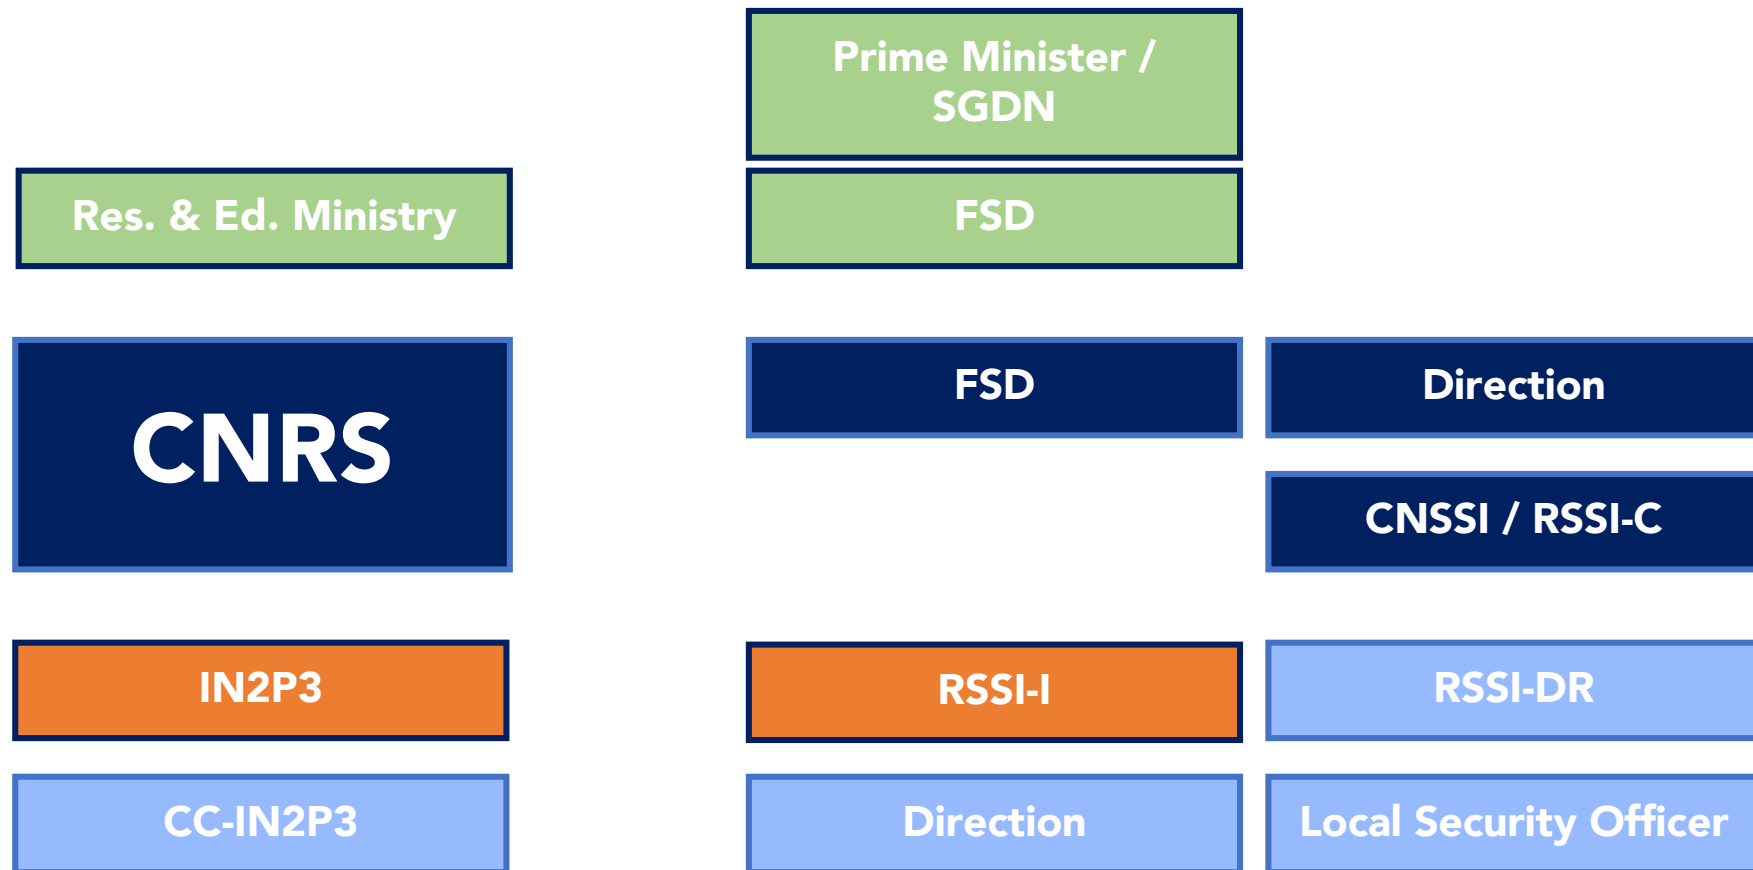 Prime Minister /
SGDN
Res. & Ed. Ministry
FSD
CNRS
FSD
Direction
CNSSI / RSSI-C
IN2P3
RSSI-I
RSSI-DR
CC-IN2P3
Direction
Local Security Officer